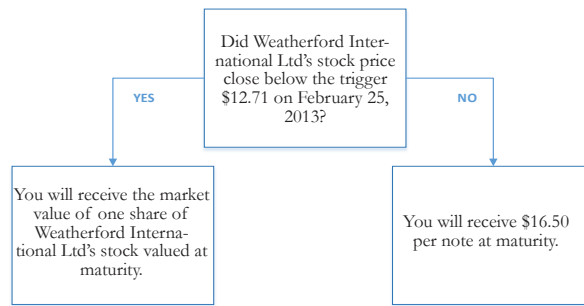 Did Weatherford Inter-
national Ltd's stock price
close below the trigger
$12.71 on February 25,
2013?
YES
NO
You will receive the market
value of one share of
Weatherford Interna-
tional Ltd's stock valued at
maturity.
You will receive $16.50
per note at maturity.